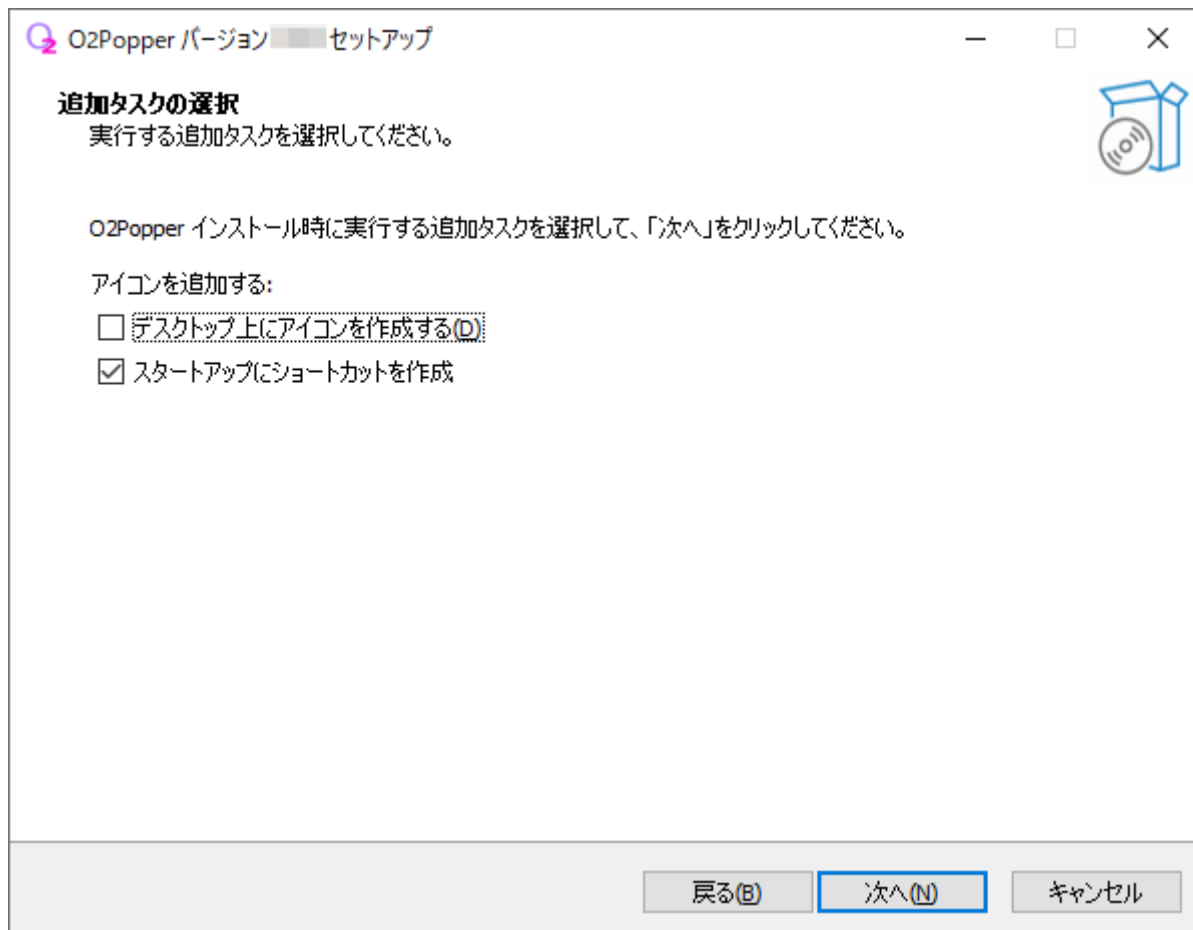 O2Popper バージョン セットアップ
追加タスクの選択
実行する追加タスクを選択してください。
O2Popper インストール時に実行する追加タスクを選択して、「次へ」をクリックしてください。
アイコンを追加する:
デスクトップ上にアイコンを作成する(D)
スタートアップにショートカットを作成
戻る(B)
次へ(N)
キャンセル